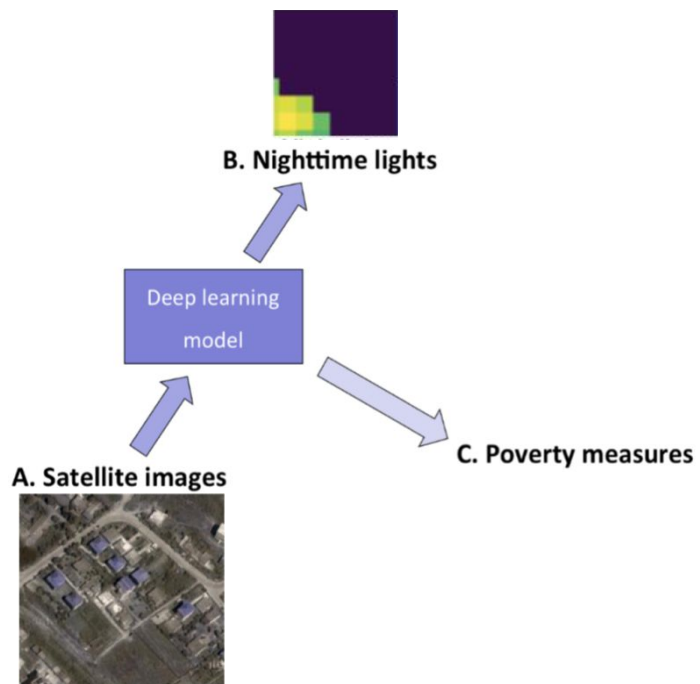 B. Nighttime lights
Deep learning
model
C. Poverty measures
A. Satellite images